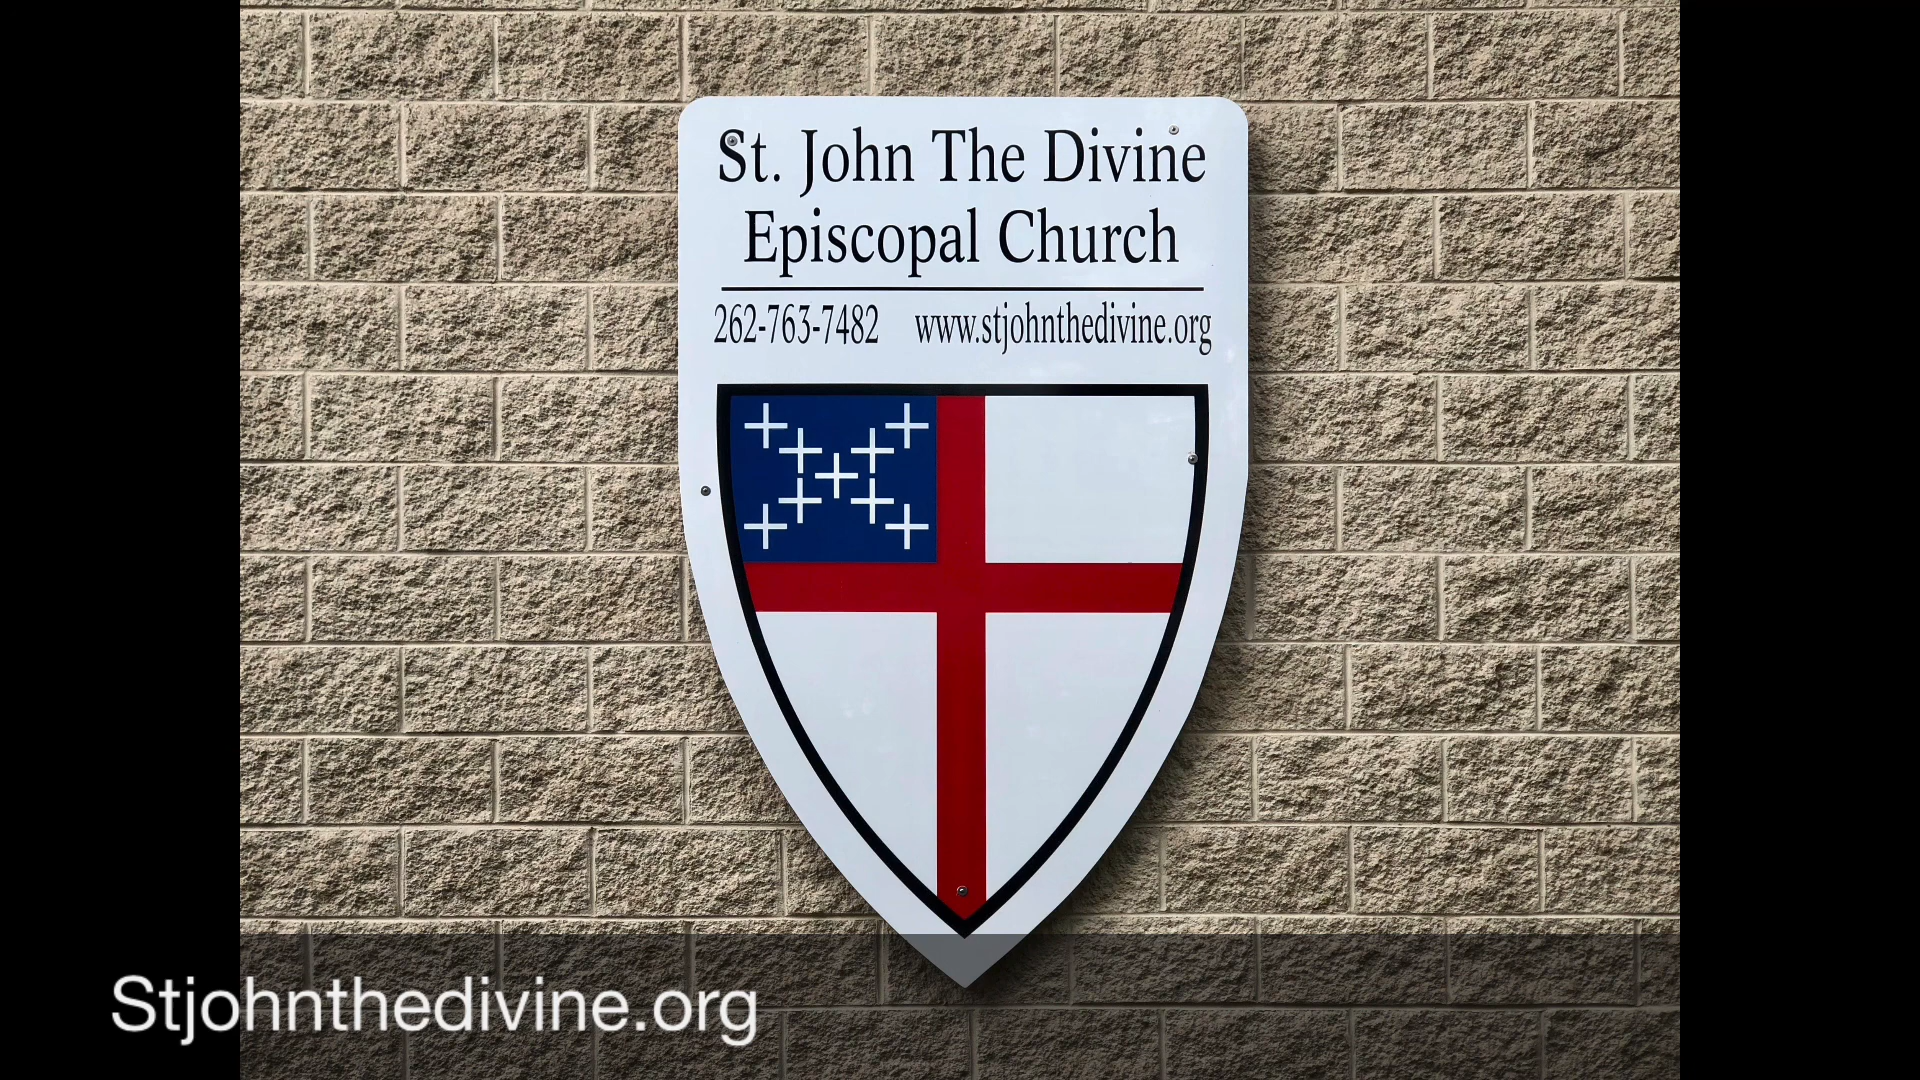 St. John The Divine
Episcopal Church
262-763-7482 www.stjohnthedivine.org
Stjohnthedivine.org